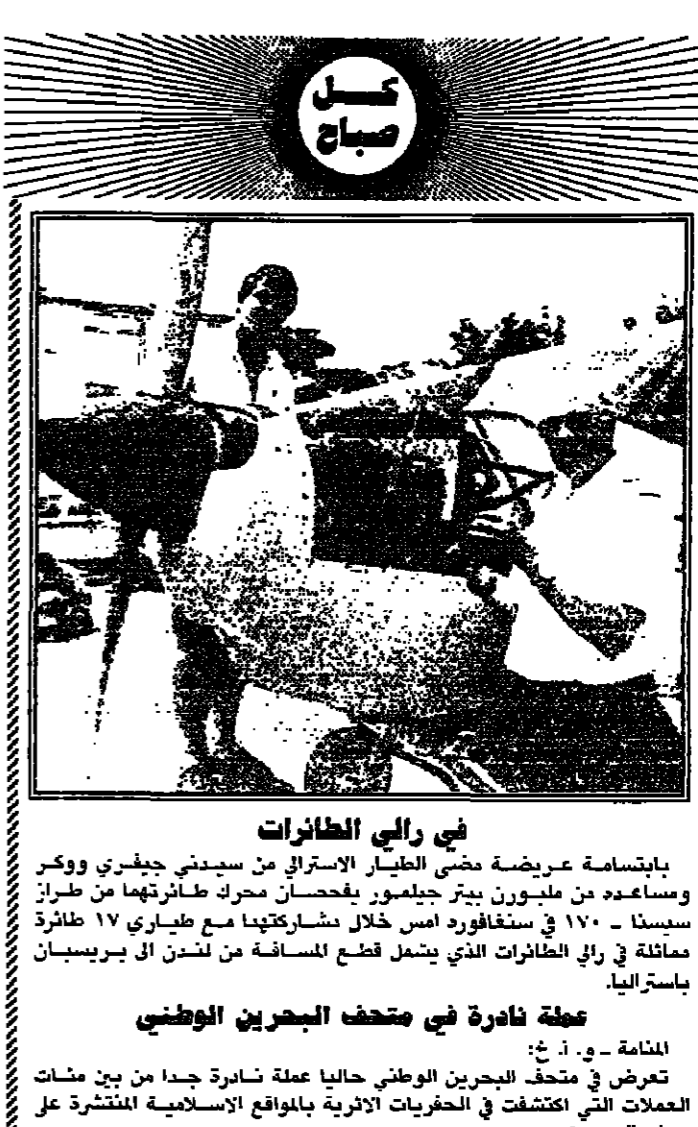 كل
صباح
في رالي الطائرات
بابتسامة عريضة مضى الطيار الاسترالي من سيدني جيفري ووكر
ومساعده من ملبورن بيتر جيلمور يفحصان محرك طائرتهما من طراز
سيسنا - ١٧٠ في سنغافورة امس خلال مشاركتهما مع طياري ١٧ طائرة
مماثلة في رالي الطائرات الذي يشمل قطع المسافة من لندن الى بريسبان
باستراليا.
عملة نادرة في متحف البحرين الوطني
المنامة - و. أ. خ:
تعرض في متحف البحرين الوطني حاليا عملة نادرة جدا من بين مئات
العملات التي اكتشفت في الحفريات الاثرية بالمواقع الاسلامية المنتشرة على